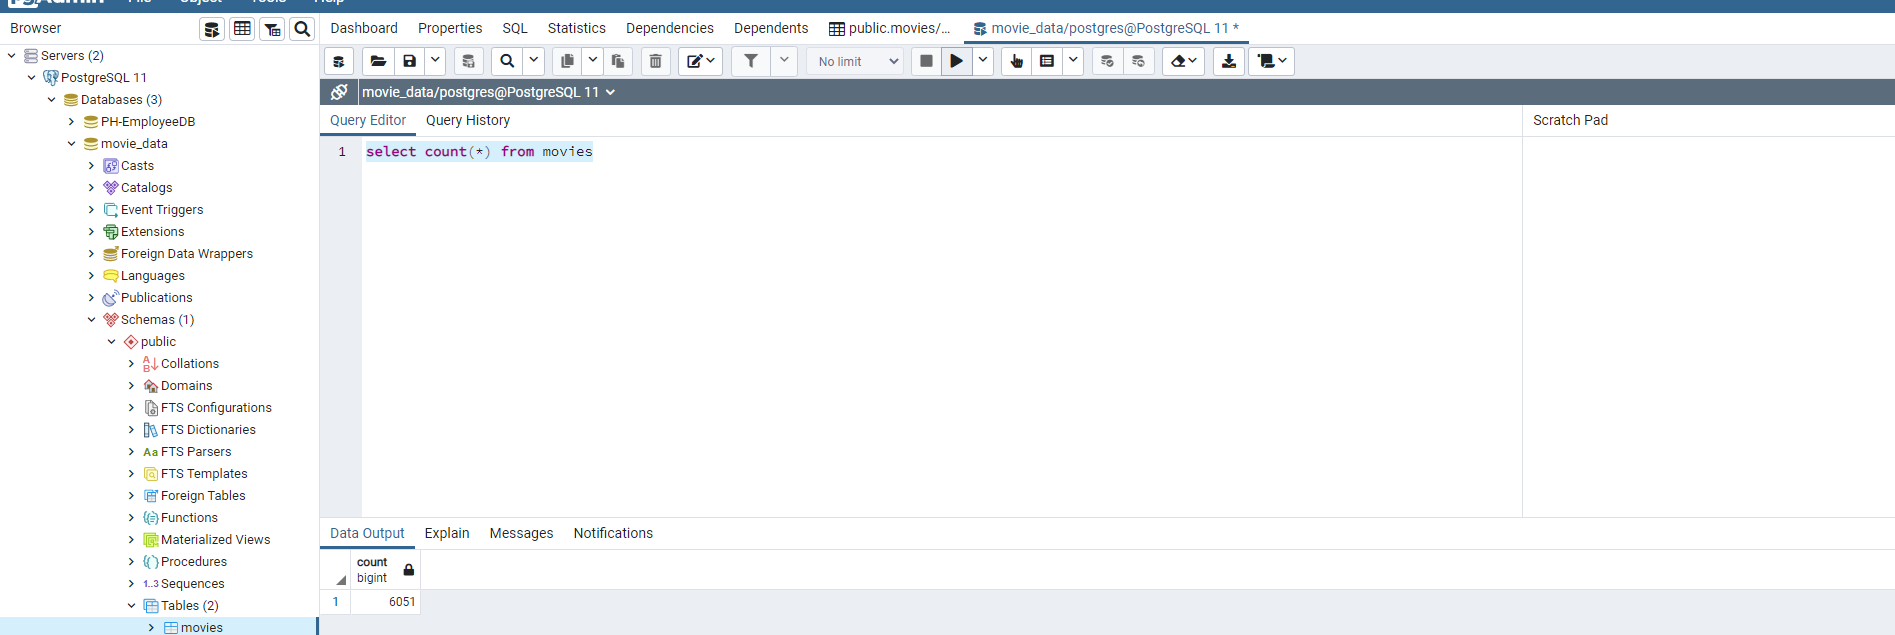 Browser
Servers (2)
PostgreSQL 11
Databases (3)
PH-EmployeeDB
movie_data
Casts
Catalogs
Event Triggers
Extensions
Foreign Data Wrappers
Languages
Publications
Schemas (1)
public
Collations
Domains
FTS Configurations
FTS Dictionaries
Aa FTS Parsers
FTS Templates
Foreign Tables
Functions
Materialized Views
Procedures
1..3 Sequences
Tables (2)
movies
Dashboard Properties SQL Statistics Dependencies Dependents public.movies/... movie_data/postgres@PostgreSQL 11 *
No limit
movie_data/postgres@PostgreSQL 11
Query Editor Query History
Scratch Pad
1 select count(*) from movies
Data Output Explain Messages Notifications
count
bigint
1 6051